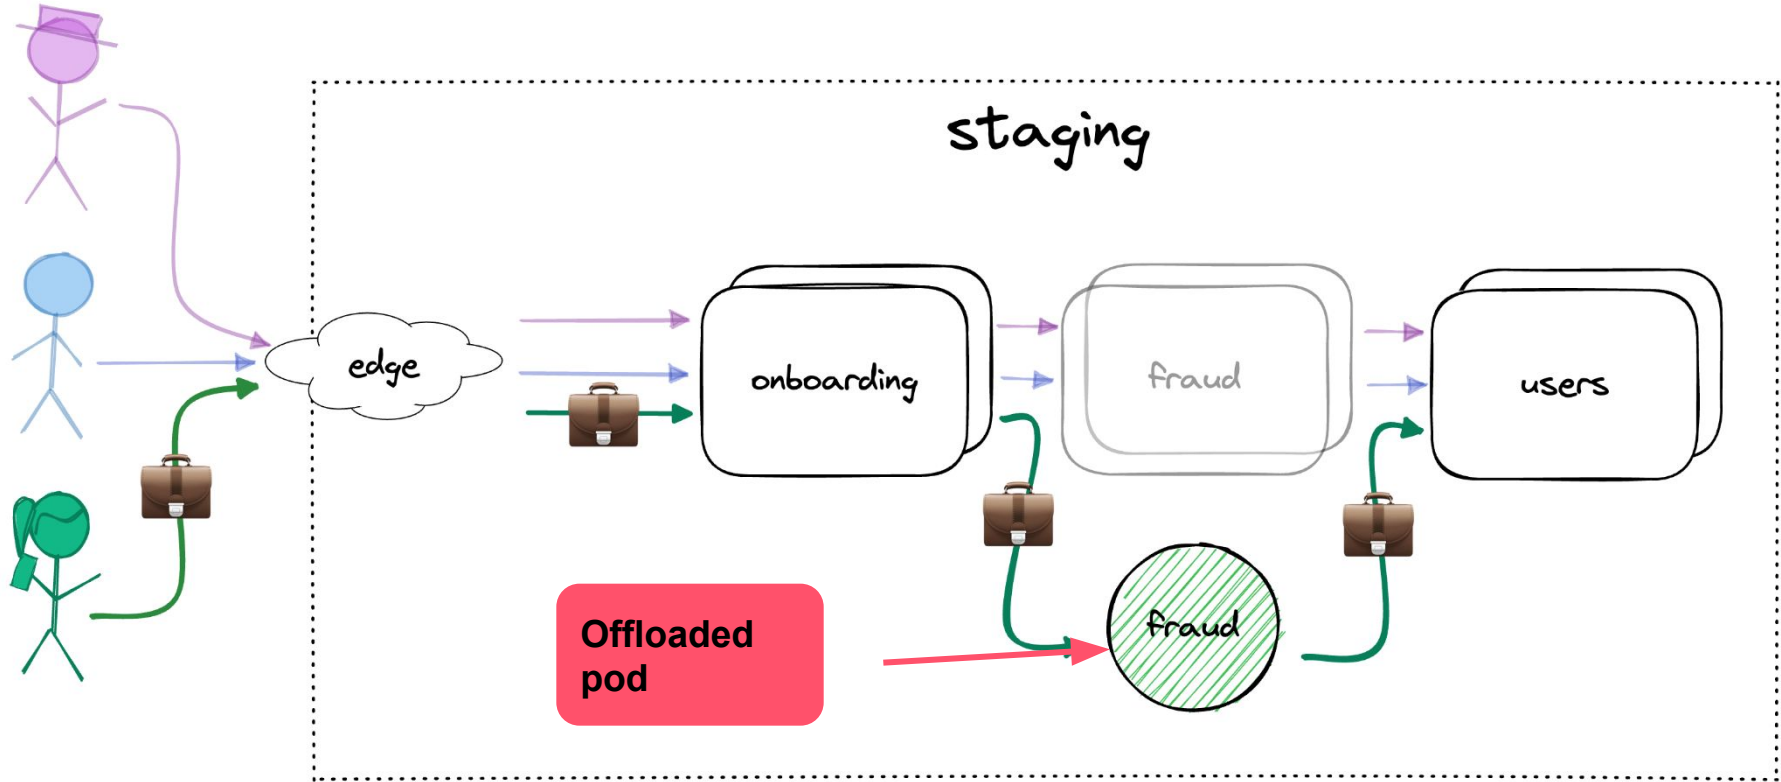 staging
edge
onboarding
fraud
users
Offloaded
pod
fraud